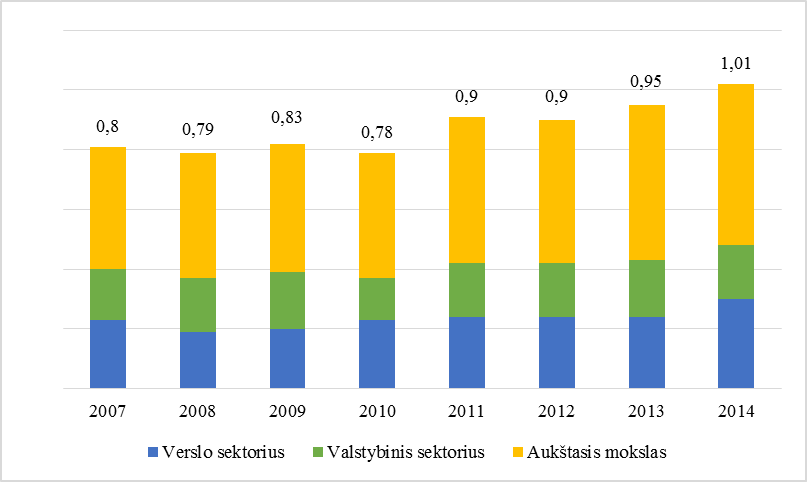 0,8 0,79 0,83 0,78 0,9 0,9 0,95 1,01
2007 2008 2009 2010 2011 2012 2013 2014
Verslo sektorius Valstybinis sektorius Aukštasis mokslas